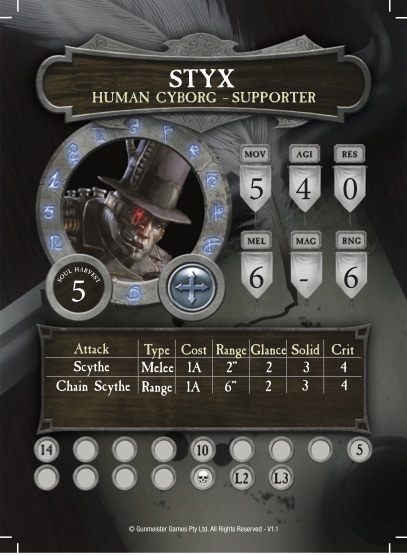 STYX
HUMAN CYBORG - SUPPORTER
MOV AGI RES
5 4 0
MEL MAG RNG
6 - 6
SOUL HARVEST
5
Attack Type Cost Range Glance Solid Crit
Scythe Melee 1A 2" 2 3 4
Chain Scythe Range 1A 6" 2 3 4
14 10 5
L2 L3
© Gunmeister Games Pty Ltd. All Rights Reserved - V1.1